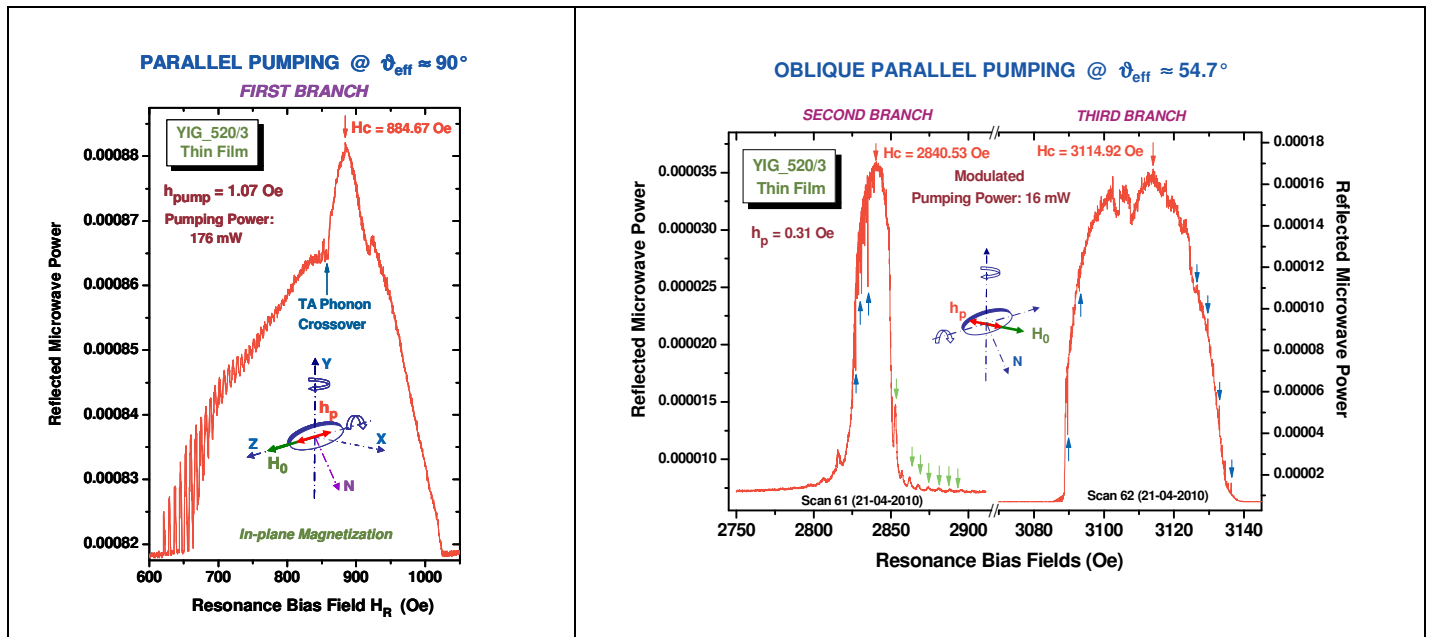 PARALLEL PUMPING @ ϑeff ≈ 90°
FIRST BRANCH
Hc = 884.67 Oe
YIG_520/3
Thin Film
hpump = 1.07 Oe
Pumping Power:
176 mW
TA Phonon
Crossover
Y
hp
Z
X
H0
N
In-plane Magnetization
Reflected Microwave Power
0.00088
0.00087
0.00086
0.00085
0.00084
0.00083
0.00082
600 700 800 900 1000
Resonance Bias Field HR (Oe)
OBLIQUE PARALLEL PUMPING @ ϑeff ≈ 54.7°
SECOND BRANCH
THIRD BRANCH
Hc = 2840.53 Oe
Hc = 3114.92 Oe
YIG_520/3
Thin Film
Modulated
Pumping Power: 16 mW
hp = 0.31 Oe
hp
H0
N
Scan 61 (21-04-2010)
Scan 62 (21-04-2010)
Reflected Microwave Power
0.000035
0.000030
0.000025
0.000020
0.000015
0.000010
2750 2800 2850 2900 3080 3100 3120 3140
Resonance Bias Fields (Oe)
0.00018
0.00016
0.00014
0.00012
0.00010
0.00008
0.00006
0.00004
0.00002
Reflected Microwave Power